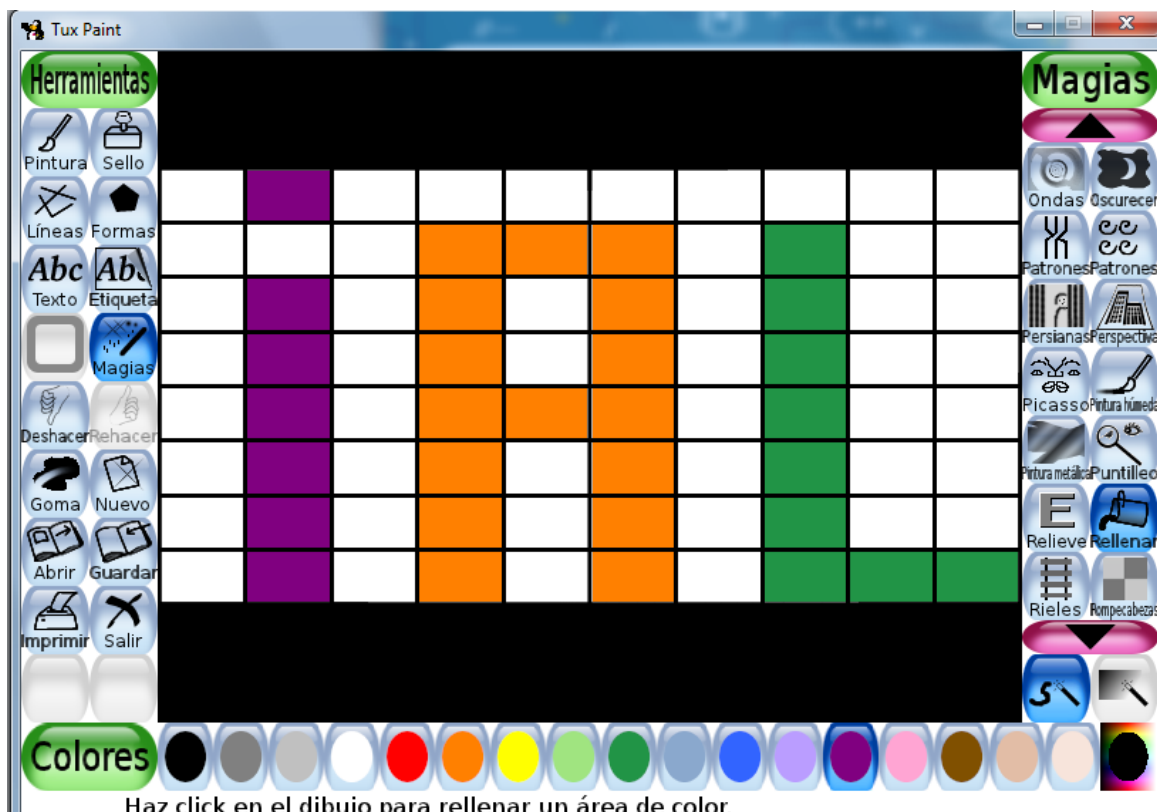 Tux Paint
Herramientas
Magias
Pintura Sello
Líneas Formas
Abc Abc
Texto Etiqueta
Magias
Deshacer Rehacer
Goma Nuevo
Abrir Guardar
Imprimir Salir
iAL
Ondas Oscurecer
Patrones Patrones
Persianas Perspectiva
Picasso Pintura húmeda
Pintura metálica Puntilleo
E
Relieve Rellenar
Rieles Rompecabezas
Colores
Haz click en el dibujo para rellenar un área de color.